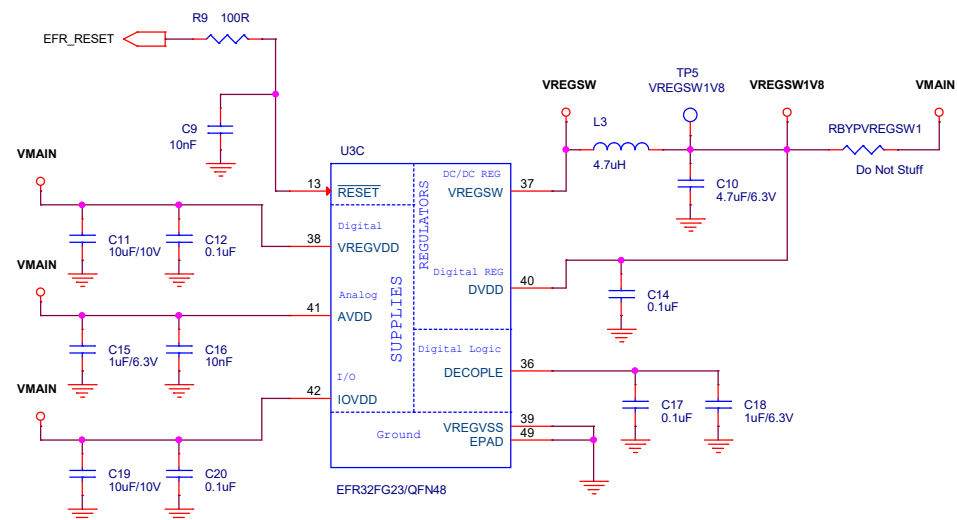 R9 100R
EFR_RESET
C9
10nF
VMAIN
C11
10uF/10V
C12
0.1uF
VMAIN
C15
1uF/6.3V
C16
10nF
VMAIN
C19
10uF/10V
C20
0.1uF
U3C
13
RESET
Digital
38
VREGVDD
Analog
41
AVDD
I/O
42
IOVDD
SUPPLIES
REGULATORS
DC/DC REG
VREGSW
37
Digital REG
DVDD
40
Digital Logic
DECOPLE
36
Ground
VREGVSS
39
EPAD
49
EFR32FG23/QFN48
VREGSW
L3
4.7uH
TP5
VREGSW1V8
VREGSW1V8
VMAIN
RBYPVREGSW1
Do Not Stuff
C10
4.7uF/6.3V
C14
0.1uF
C17
0.1uF
C18
1uF/6.3V